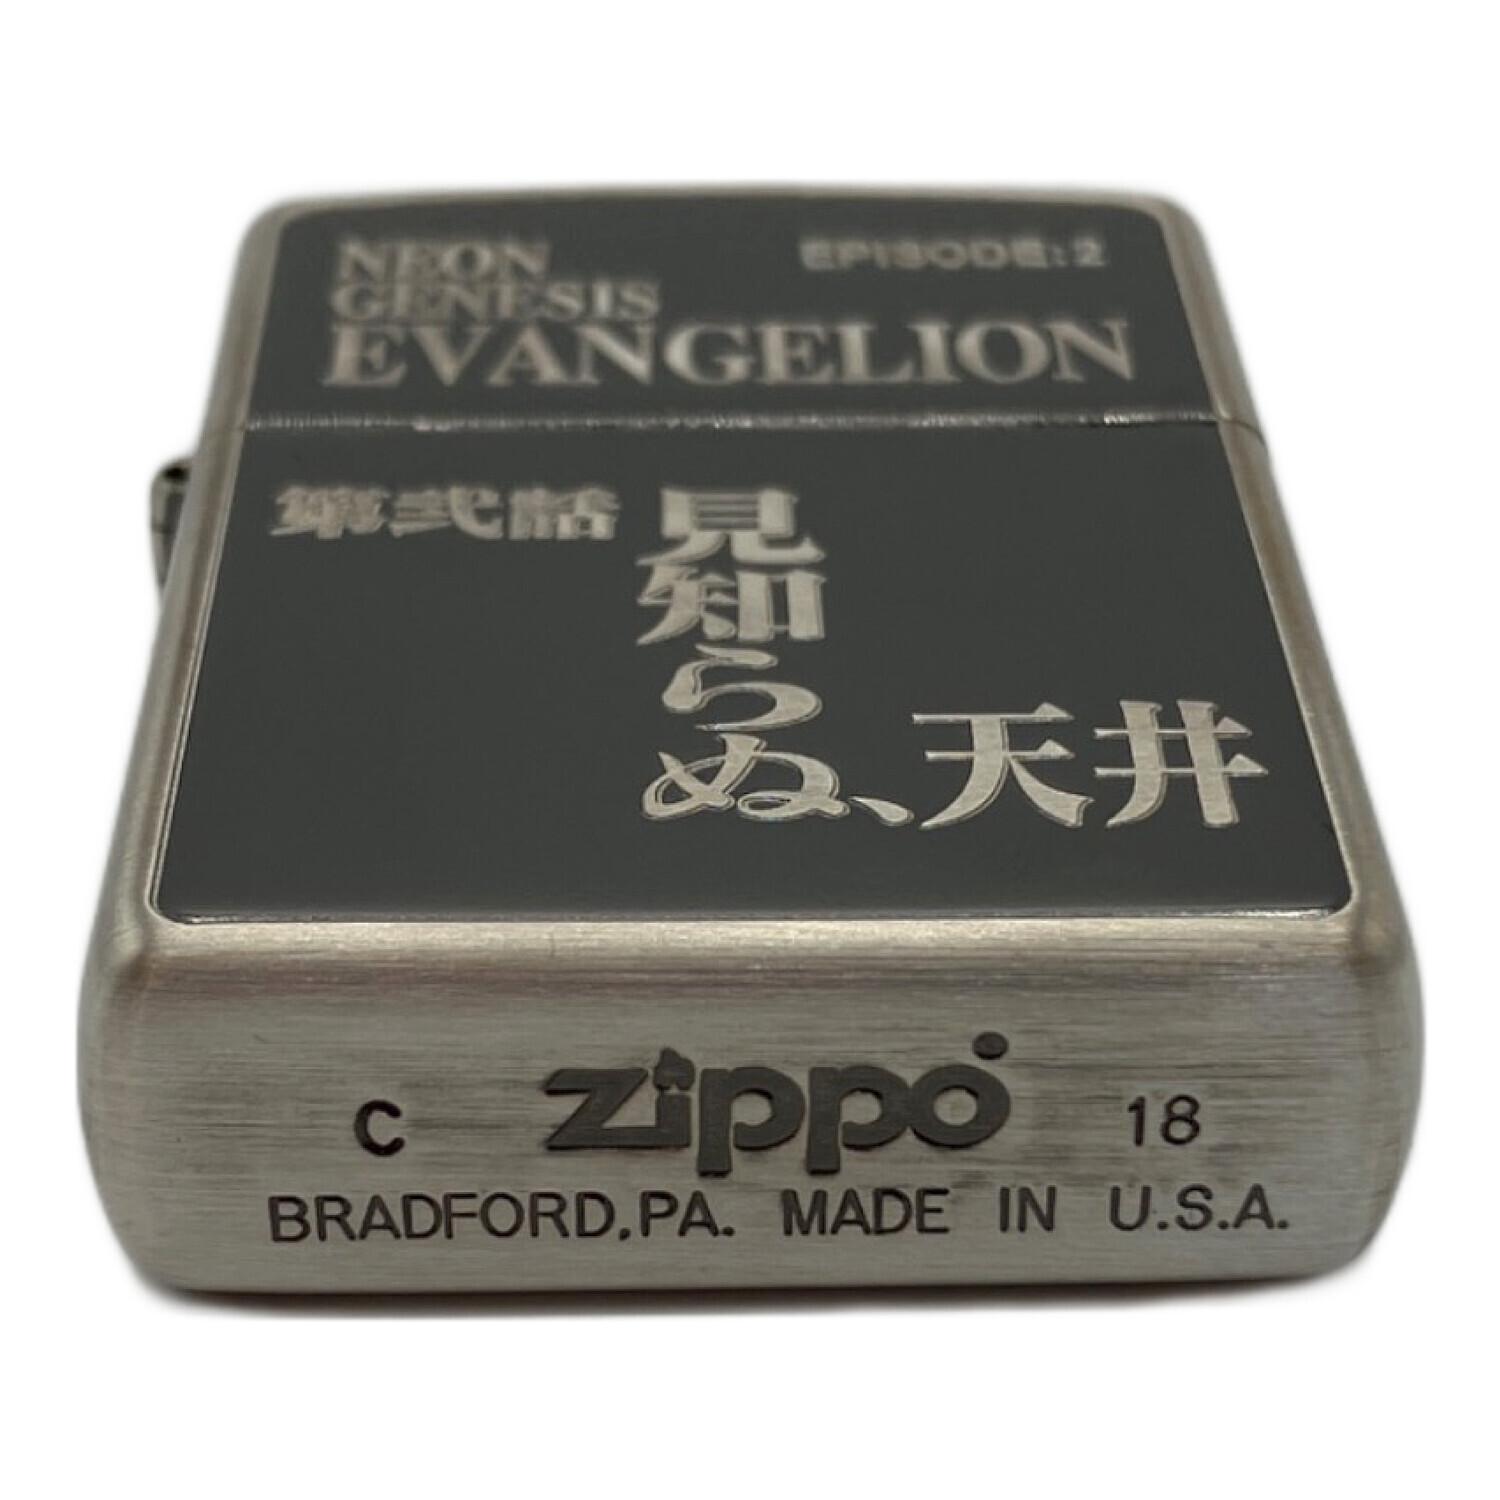 NEON
GENESIS
EVANGELION
EPISODE:2
第弐話
見知らぬ、天井
C zippo 18
BRADFORD,PA. MADE IN U.S.A.